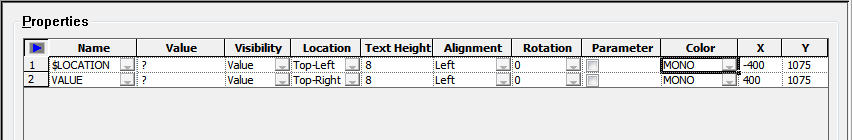 Properties
Name Value Visibility Location Text Height Alignment Rotation Parameter Color X Y
1 $LOCATION ? Value Top-Left 8 Left 0 MONO -400 1075
2 VALUE ? Value Top-Right 8 Left 0 MONO 400 1075